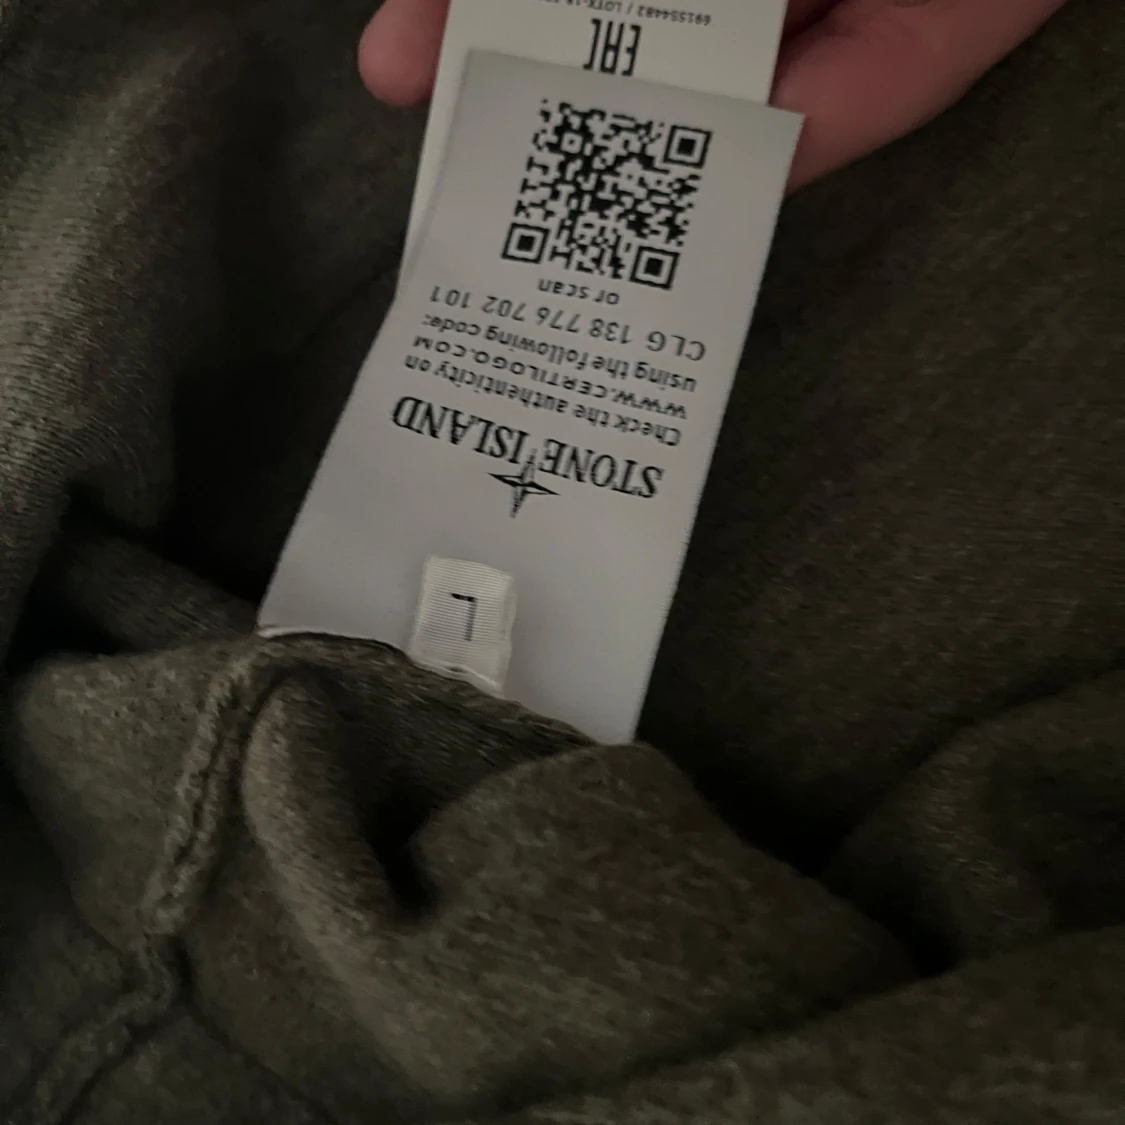 STONE ISLAND
Check the authenticity on
WWW.CERTILOGO.COM
using the following code:
CLG 138 776 702 101
or scan
L
EAC